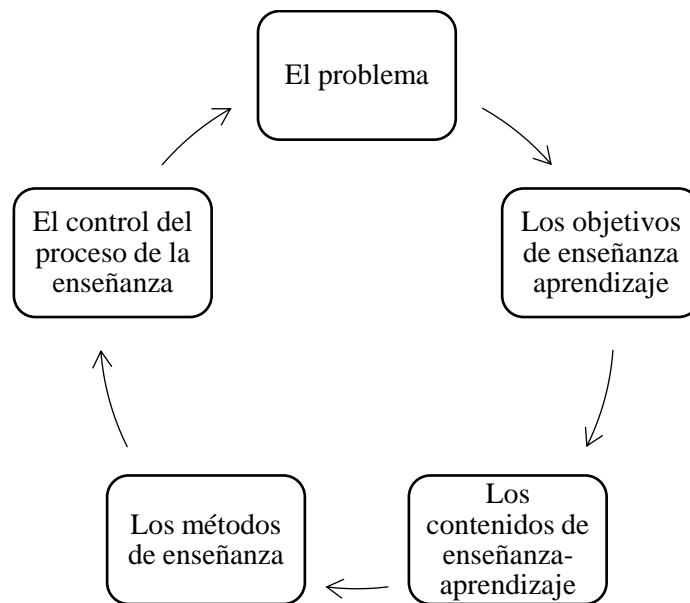 El problema
Los objetivos
de enseñanza
aprendizaje
Los
contenidos de
enseñanza-
aprendizaje
Los métodos
de enseñanza
El control del
proceso de la
enseñanza